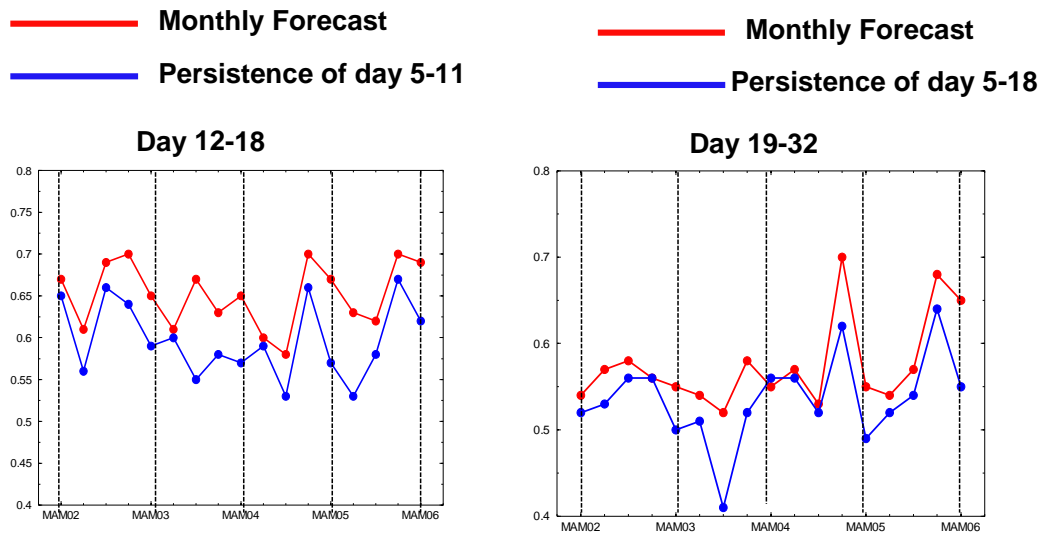 Monthly Forecast
Persistence of day 5-11
Day 12-18
0.8
0.7
0.65
0.6
0.55
0.5
0.45
0.4
MAM02 MAM03 MAM04 MAM05 MAM06
Monthly Forecast
Persistence of day 5-18
Day 19-32
0.8
0.7
0.6
0.5
0.4
MAM02 MAM03 MAM04 MAM05 MAM06